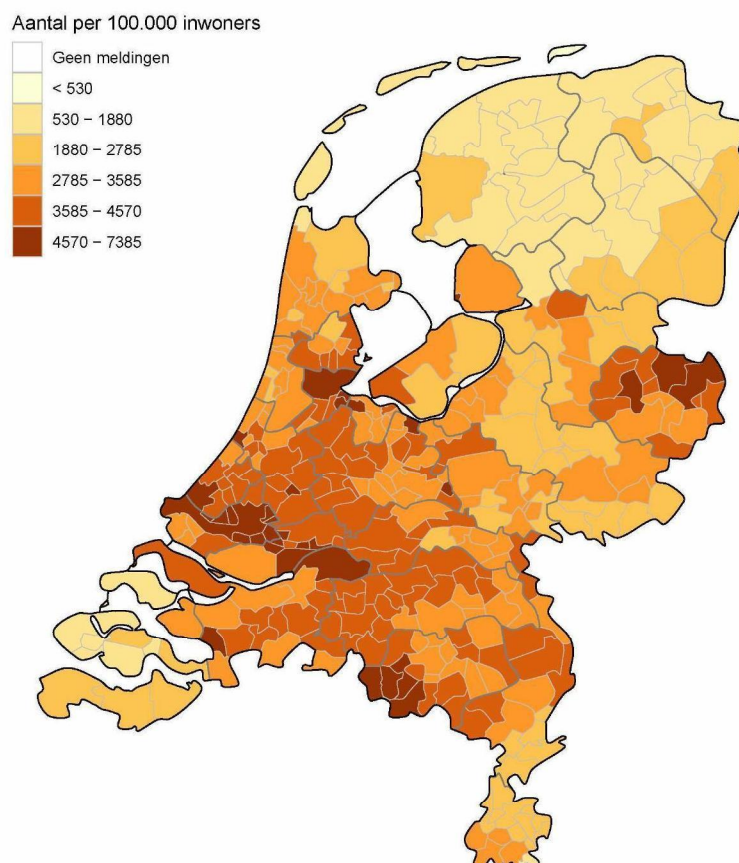 Aantal per 100.000 inwoners
Geen meldingen
< 530
530 – 1880
1880 – 2785
2785 – 3585
3585 – 4570
4570 – 7385